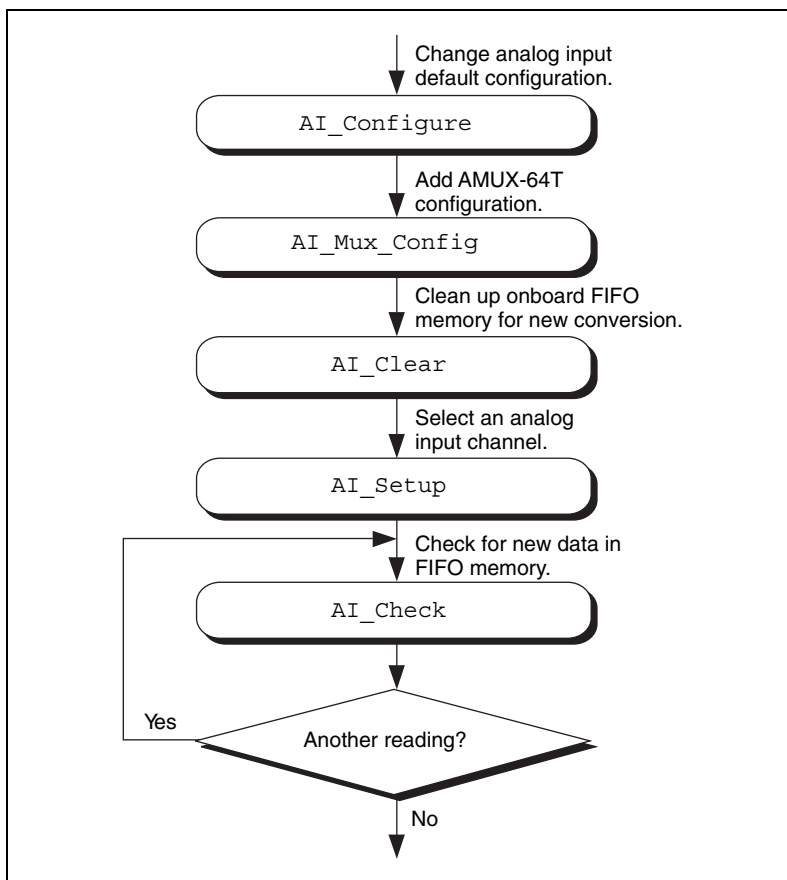 Change analog input
default configuration.
AI_Configure
Add AMUX-64T
configuration.
AI_Mux_Config
Clean up onboard FIFO
memory for new conversion.
AI_Clear
Select an analog
input channel.
AI_Setup
Check for new data in
FIFO memory.
AI_Check
Yes
Another reading?
No